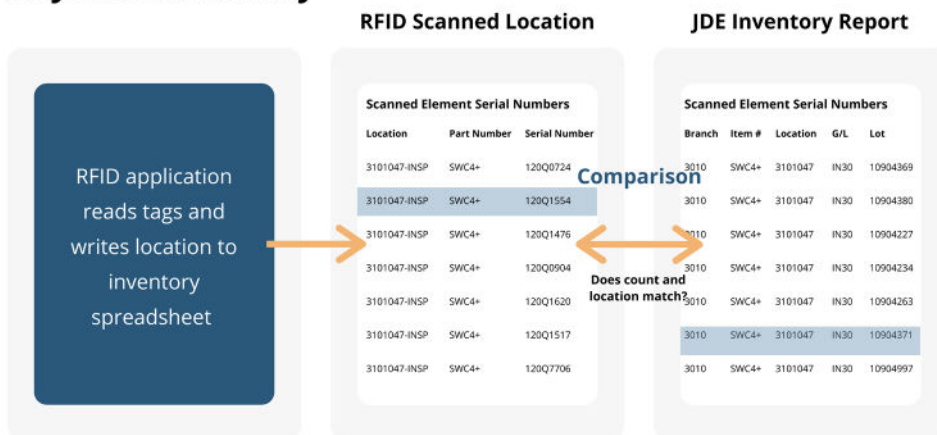 RFID Scanned Location
JDE Inventory Report
RFID application
reads tags and
writes location to
inventory
spreadsheet
Scanned Element Serial Numbers
Location Part Number Serial Number
3101047-INSP SWC4+ 120Q0724
3101047-INSP SWC4+ 120Q1554
3101047-INSP SWC4+ 120Q1476
3101047-INSP SWC4+ 120Q0904
3101047-INSP SWC4+ 120Q1620
3101047-INSP SWC4+ 120Q1517
3101047-INSP SWC4+ 120Q7706
Comparison
Does count and
location match?
Scanned Element Serial Numbers
Branch Item # Location G/L Lot
3010 SWC4+ 3101047 IN30 10904369
3010 SWC4+ 3101047 IN30 10904380
3010 SWC4+ 3101047 IN30 10904227
3010 SWC4+ 3101047 IN30 10904234
3010 SWC4+ 3101047 IN30 10904263
3010 SWC4+ 3101047 IN30 10904371
3010 SWC4+ 3101047 IN30 10904997